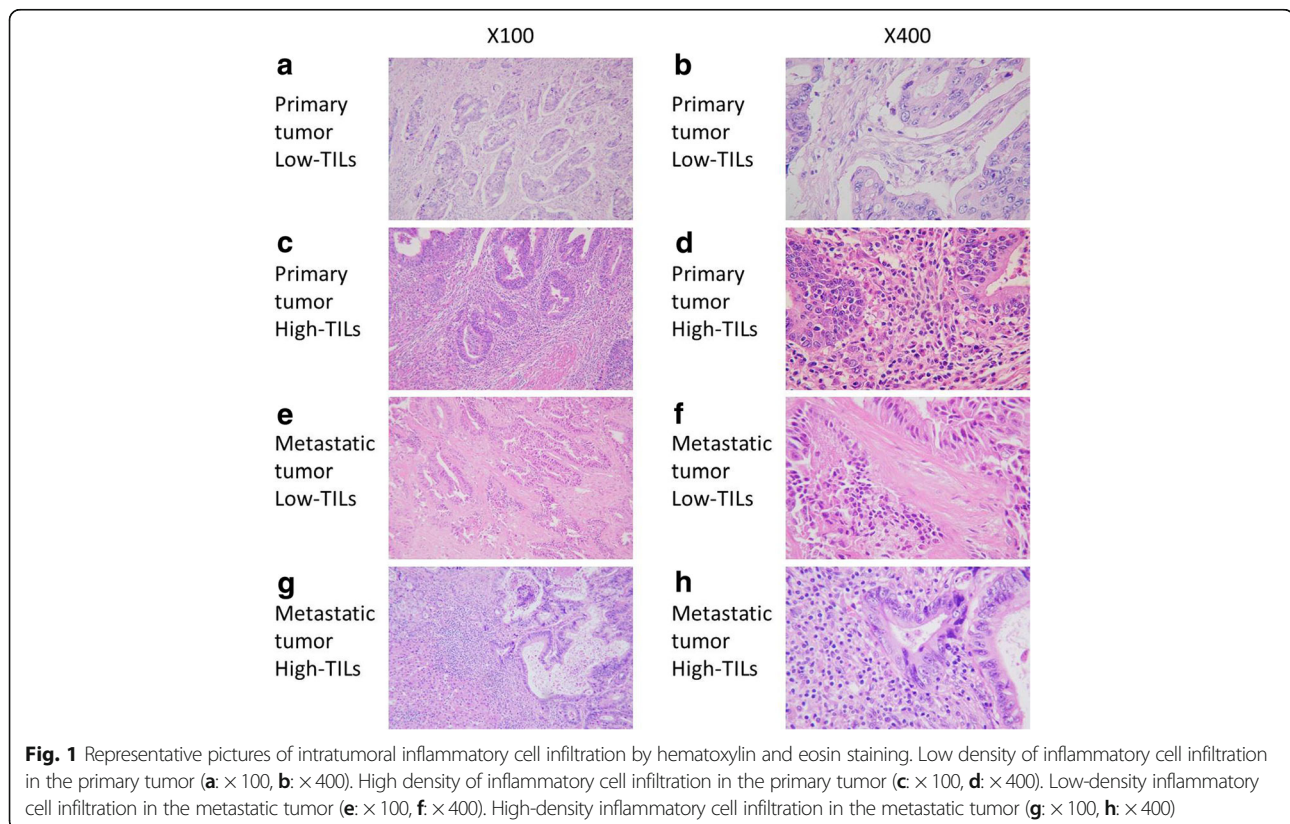 X100
X400
a
Primary
tumor
Low-TILs
b
Primary
tumor
Low-TILs
c
Primary
tumor
High-TILs
d
Primary
tumor
High-TILs
e
Metastatic
tumor
Low-TILs
f
Metastatic
tumor
Low-TILs
g
Metastatic
tumor
High-TILs
h
Metastatic
tumor
High-TILs
Fig. 1 Representative pictures of intratumoral inflammatory cell infiltration by hematoxylin and eosin staining. Low density of inflammatory cell infiltration
in the primary tumor (a: × 100, b: × 400). High density of inflammatory cell infiltration in the primary tumor (c: × 100, d: × 400). Low-density inflammatory
cell infiltration in the metastatic tumor (e: × 100, f: × 400). High-density inflammatory cell infiltration in the metastatic tumor (g: × 100, h: × 400)